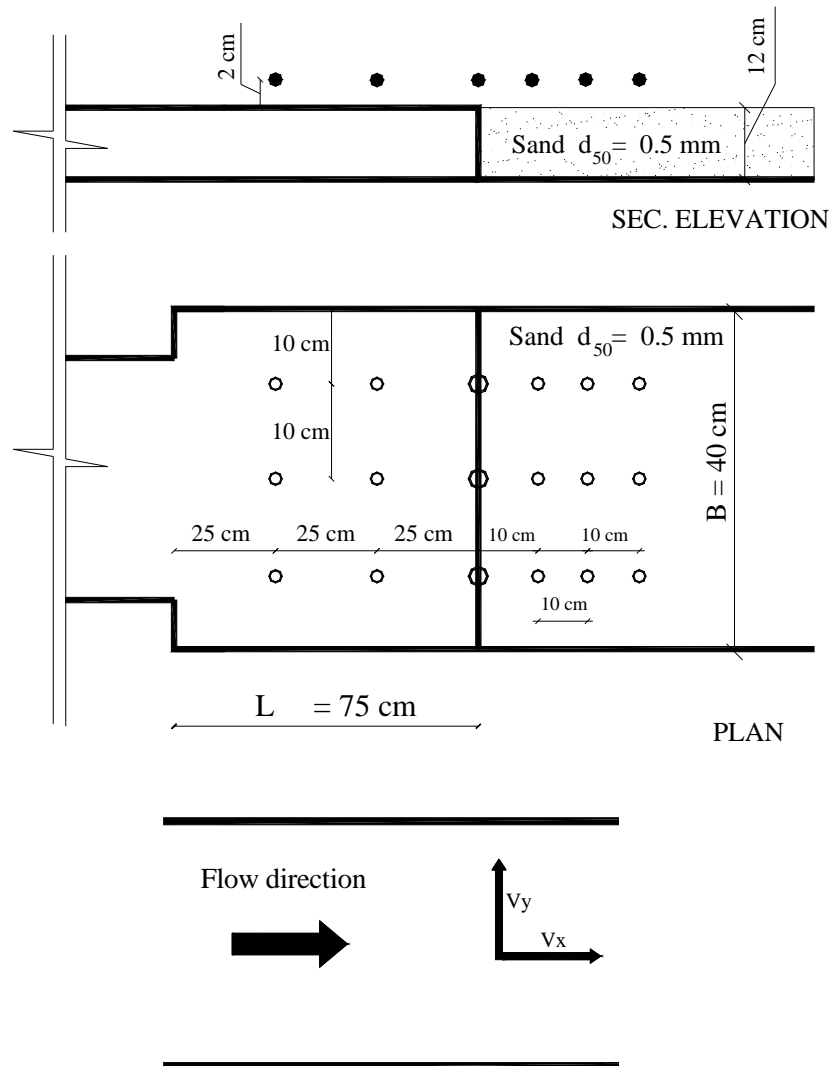 2 cm
12 cm
Sand d50= 0.5 mm
SEC. ELEVATION
10 cm
Sand d50= 0.5 mm
10 cm
B = 40 cm
25 cm 25 cm 25 cm 10 cm 10 cm
10 cm
L = 75 cm
PLAN
Flow direction
Vy
Vx